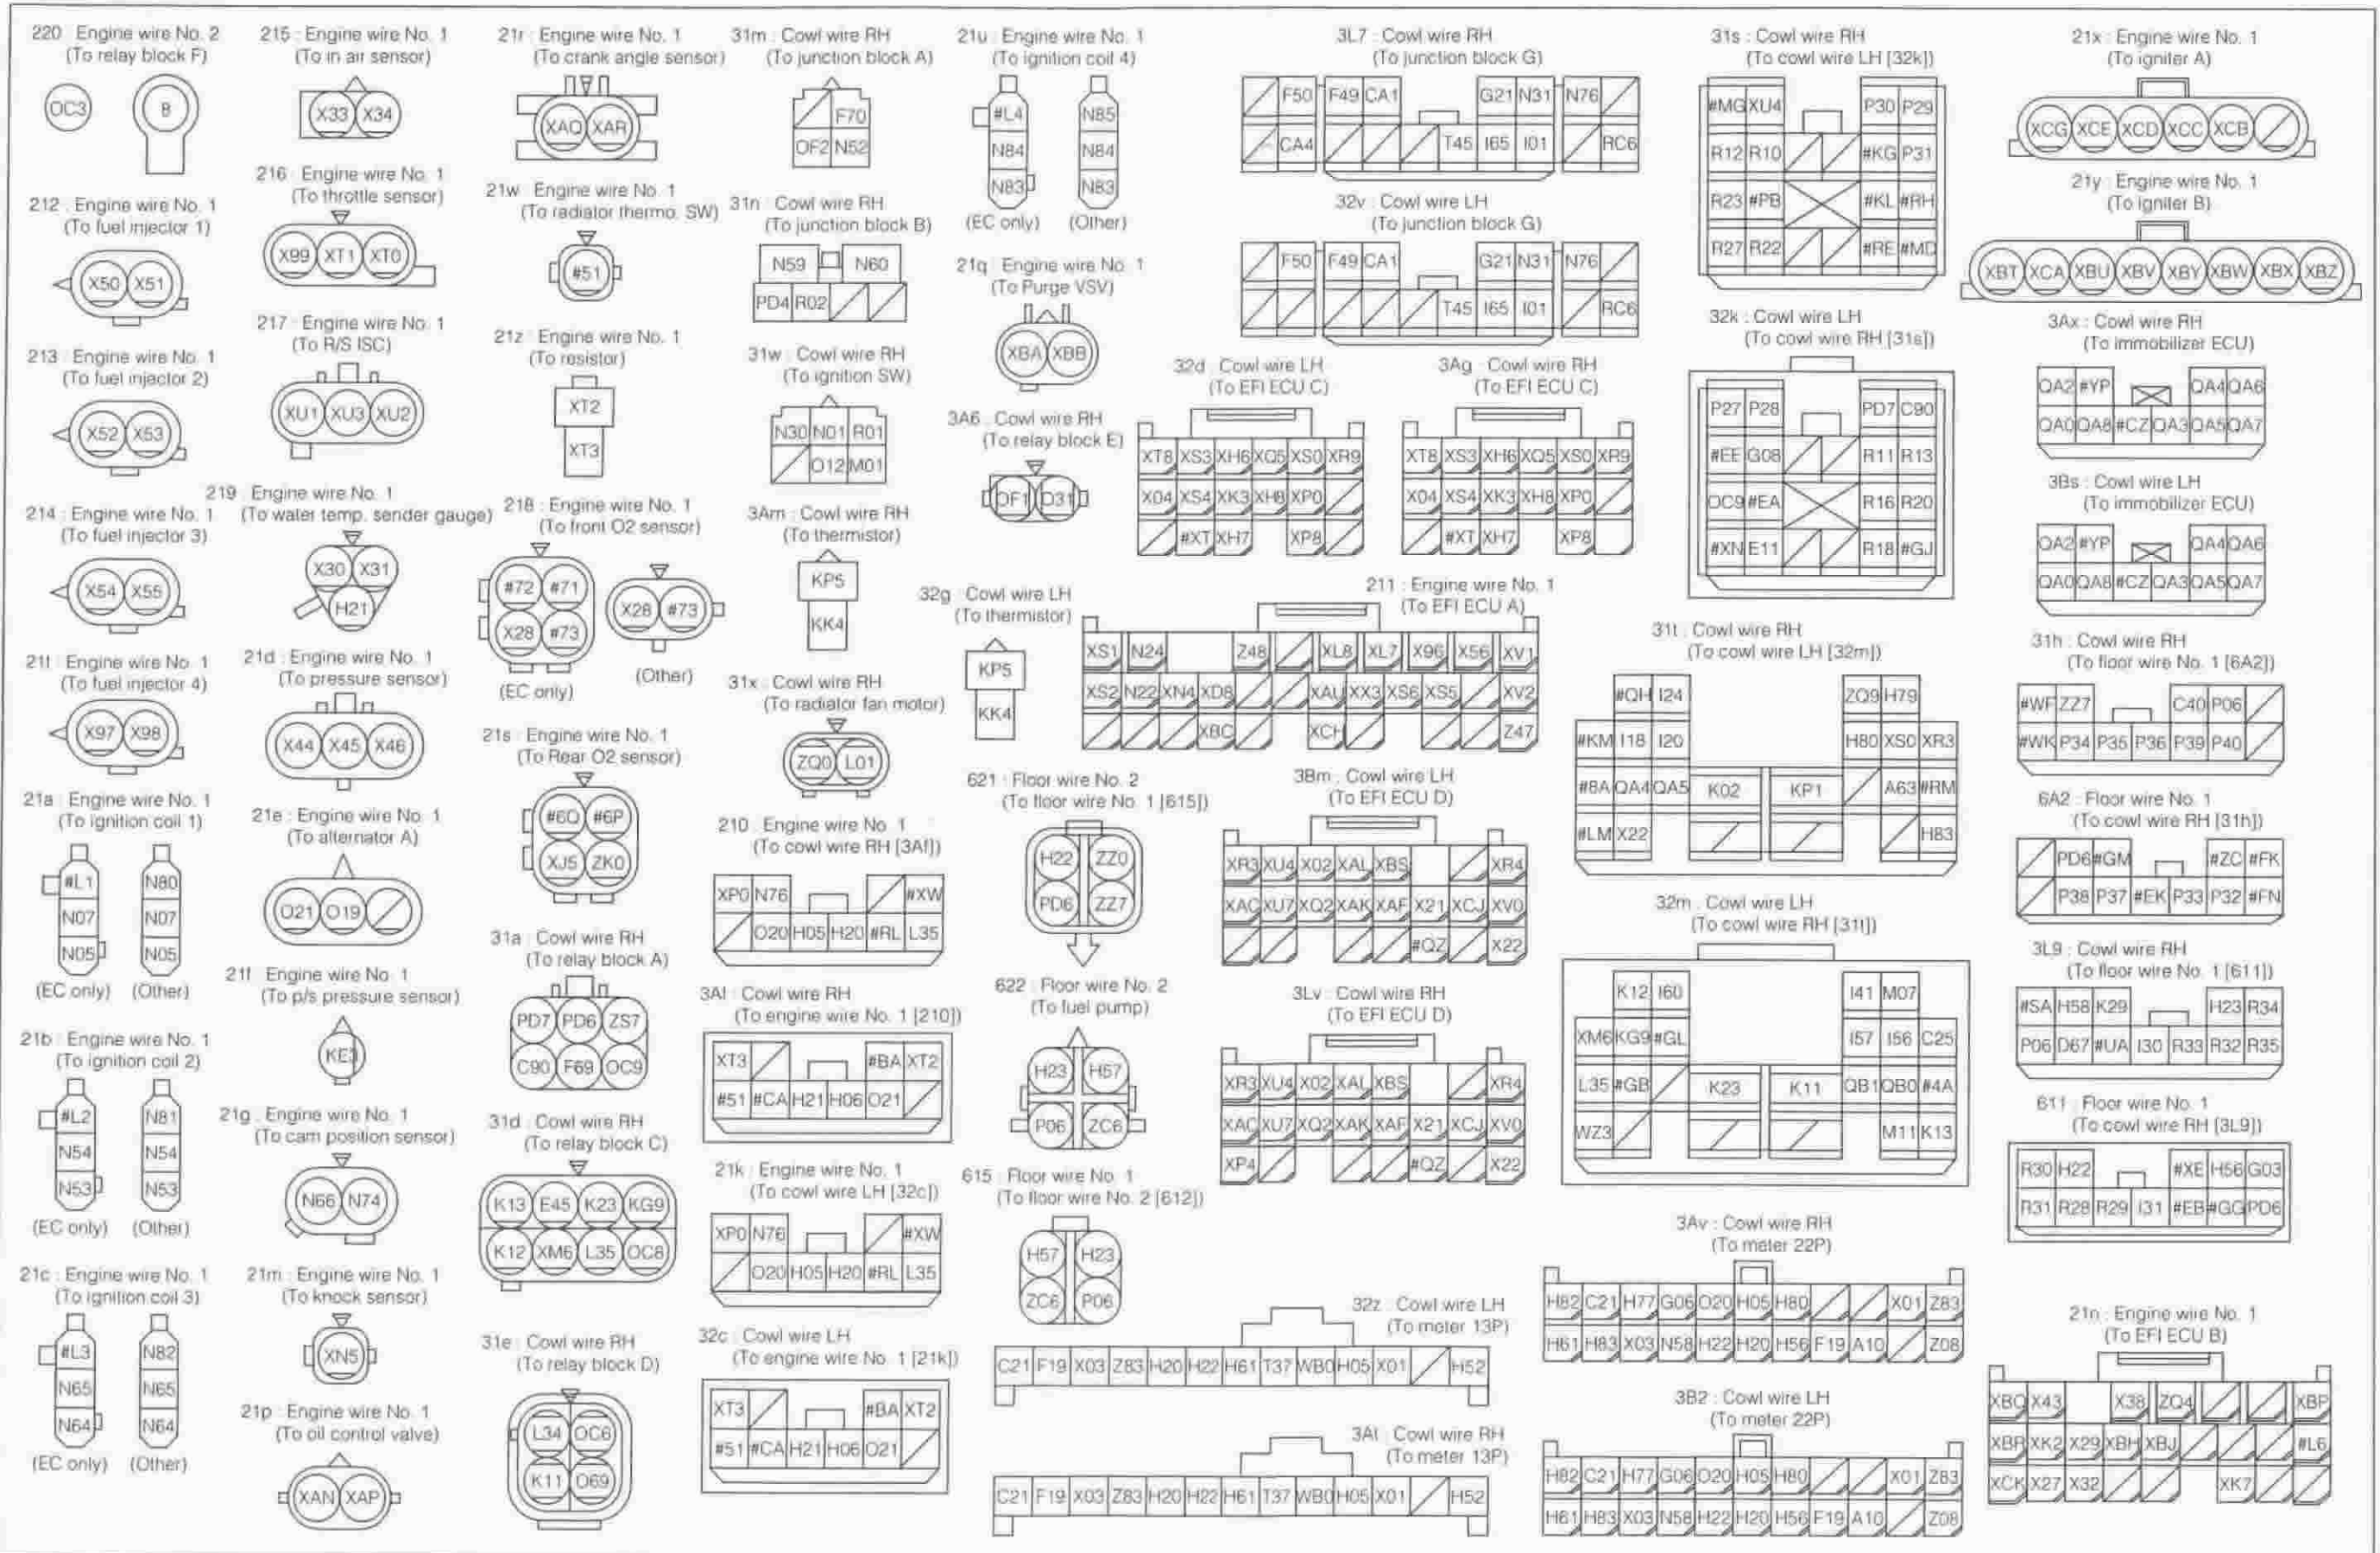 220 : Engine wire No. 2
(To relay block F)
OC3
B
212 : Engine wire No. 1
(To fuel injector 1)
X50 X51
213 : Engine wire No. 1
(To fuel injector 2)
X52 X53
214 : Engine wire No. 1
(To fuel injector 3)
X54 X55
21l : Engine wire No. 1
(To fuel injector 4)
X97 X98
21a : Engine wire No. 1
(To ignition coil 1)
#L1 N80
N07 N07
N05 N05
(EC only) (Other)
21b : Engine wire No. 1
(To ignition coil 2)
#L2 N81
N54 N54
N53 N53
(EC only) (Other)
21c : Engine wire No. 1
(To ignition coil 3)
#L3 N82
N65 N65
N64 N64
(EC only) (Other)
215 : Engine wire No. 1
(To in air sensor)
X33 X34
216 : Engine wire No. 1
(To throttle sensor)
X99 XT1 XT0
217 : Engine wire No. 1
(To R/S ISC)
XU1 XU3 XU2
219 : Engine wire No. 1
(To water temp. sender gauge)
X30 X31
H21
21d : Engine wire No. 1
(To pressure sensor)
X44 X45 X46
21e : Engine wire No. 1
(To alternator A)
O21 O19
21f : Engine wire No. 1
(To p/s pressure sensor)
21g : Engine wire No. 1
(To cam position sensor)
N66 N74
21m : Engine wire No. 1
(To knock sensor)
XN5
21p : Engine wire No. 1
(To oil control valve)
XAN XAP
21r : Engine wire No. 1
(To crank angle sensor)
XAQ XAR
21w : Engine wire No. 1
(To radiator thermo. SW)
#51
21z : Engine wire No. 1
(To resistor)
XT2
XT3
218 : Engine wire No. 1
(To front O2 sensor)
#72 #71
X28 #73
X28 #73
(EC only) (Other)
21s : Engine wire No. 1
(To Rear O2 sensor)
#6Q #6P
XJ5 ZK0
31a : Cowl wire RH
(To relay block A)
PD7 PD6 ZS7
C90 F69 OC9
31d : Cowl wire RH
(To relay block C)
K13 E45 K23 KG9
K12 XM6 L35 OC8
31e : Cowl wire RH
(To relay block D)
L34 OC6
K11 O69
31m : Cowl wire RH
(To junction block A)
F70
OF2 N52
31n : Cowl wire RH
(To junction block B)
N59 N60
PD4 R02
31w : Cowl wire RH
(To ignition SW)
N30 N01 R01
O12 M01
3Am : Cowl wire RH
(To thermistor)
KP5
KK4
31x : Cowl wire RH
(To radiator fan motor)
ZQ0 L01
210 : Engine wire No. 1
(To cowl wire RH [3Af])
XP0 N76 #XW
O20 H05 H20 #RL L35
3Af : Cowl wire RH
(To engine wire No. 1 [210])
XT3 #BA XT2
#51 #CA H21 H06 O21
21k : Engine wire No. 1
(To cowl wire LH [32c])
XP0 N76 #XW
O20 H05 H20 #RL L35
32c : Cowl wire LH
(To engine wire No. 1 [21k])
XT3 #BA XT2
#51 #CA H21 H06 O21
21u : Engine wire No. 1
(To ignition coil 4)
#L4 N85
N84 N84
N83 N83
(EC only) (Other)
21q : Engine wire No. 1
(To Purge VSV)
XBA XBB
3A6 : Cowl wire RH
(To relay block E)
OF1 O31
32g : Cowl wire LH
(To thermistor)
KP5
KK4
621 : Floor wire No. 2
(To floor wire No. 1 [615])
H22 ZZ0
PD6 ZZ7
622 : Floor wire No. 2
(To fuel pump)
H23 H57
P06 ZC6
615 : Floor wire No. 1
(To floor wire No. 2 [612])
H57 H23
ZC6 P06
3L7 : Cowl wire RH
(To junction block G)
F50 F49 CA1 G21 N31 N76
CA4 T45 I65 I01 RC6
32v : Cowl wire LH
(To junction block G)
F50 F49 CA1 G21 N31 N76
T45 I65 I01 RC6
32d : Cowl wire LH
(To EFI ECU C)
XT8 XS3 XH6 XQ5 XS0 XR9
X04 XS4 XK3 XH8 XP0
#XT XH7 XP8
3Ag : Cowl wire RH
(To EFI ECU C)
XT8 XS3 XH6 XQ5 XS0 XR9
X04 XS4 XK3 XH8 XP0
#XT XH7 XP8
211 : Engine wire No. 1
(To EFI ECU A)
XS1 N24 Z48 XL8 XL7 X96 X56 XV1
XS2 N22 XN4 XD8 XAU XX3 XS6 XS5 XV2
XBC XCH Z47
3Bm : Cowl wire LH
(To EFI ECU D)
XR3 XU4 X02 XAL XBS XR4
XAC XU7 XQ2 XAK XAF X21 XCJ XV0
#QZ X22
3Lv : Cowl wire RH
(To EFI ECU D)
XR3 XU4 X02 XAL XBS XR4
XAC XU7 XQ2 XAK XAF X21 XCJ XV0
XP4 #QZ X22
32z : Cowl wire LH
(To meter 13P)
C21 F19 X03 Z83 H20 H22 H61 T37 WB0 H05 X01 H52
3At : Cowl wire RH
(To meter 13P)
C21 F19 X03 Z83 H20 H22 H61 T37 WB0 H05 X01 H52
31s : Cowl wire RH
(To cowl wire LH [32k])
#MG XU4 P30 P29
R12 R10 #KG P31
R23 #PB #KL #RH
R27 R22 #RE #MD
32k : Cowl wire LH
(To cowl wire RH [31s])
P27 P28 PD7 C90
#EE G08 R11 R13
OC9 #EA R16 R20
#XN E11 R18 #GJ
31t : Cowl wire RH
(To cowl wire LH [32m])
#QH I24 ZQ9 H79
#KM I18 I20 H80 XS0 XR3
#8A QA4 QA5 K02 KP1 A63 #RM
#LM X22 H83
32m : Cowl wire LH
(To cowl wire RH [31t])
K12 I60 I41 M07
XM6 KG9 #GL I57 I56 C25
L35 #GB K23 K11 QB1 QB0 #4A
WZ3 M11 K13
3Av : Cowl wire RH
(To meter 22P)
H82 C21 H77 G06 O20 H05 H80 X01 Z83
H61 H83 X03 N58 H22 H20 H56 F19 A10 Z08
3B2 : Cowl wire LH
(To meter 22P)
H82 C21 H77 G06 O20 H05 H80 X01 Z83
H61 H83 X03 N58 H22 H20 H56 F19 A10 Z08
21x : Engine wire No. 1
(To igniter A)
XCG XCE XCD XCC XCB
21y : Engine wire No. 1
(To igniter B)
XBT XCA XBU XBV XBY XBW XBX XBZ
3Ax : Cowl wire RH
(To immobilizer ECU)
QA2 #YP QA4 QA6
QA0 QA8 #CZ QA3 QA5 QA7
3Bs : Cowl wire LH
(To immobilizer ECU)
QA2 #YP QA4 QA6
QA0 QA8 #CZ QA3 QA5 QA7
31h : Cowl wire RH
(To floor wire No. 1 [6A2])
#WF ZZ7 C40 P06
#WK P34 P35 P36 P39 P40
6A2 : Floor wire No. 1
(To cowl wire RH [31h])
PD6 #GM #ZC #FK
P38 P37 #EK P33 P32 #FN
3L9 : Cowl wire RH
(To floor wire No. 1 [611])
#SA H58 K29 H23 R34
P06 D67 #UA I30 R33 R32 R35
611 : Floor wire No. 1
(To cowl wire RH [3L9])
R30 H22 #XE H56 G03
R31 R28 R29 I31 #EB #GG PD6
21n : Engine wire No. 1
(To EFI ECU B)
XBQ X43 X38 ZQ4 XBP
XBR XK2 X29 XBH XBJ #L6
XCK X27 X32 XK7